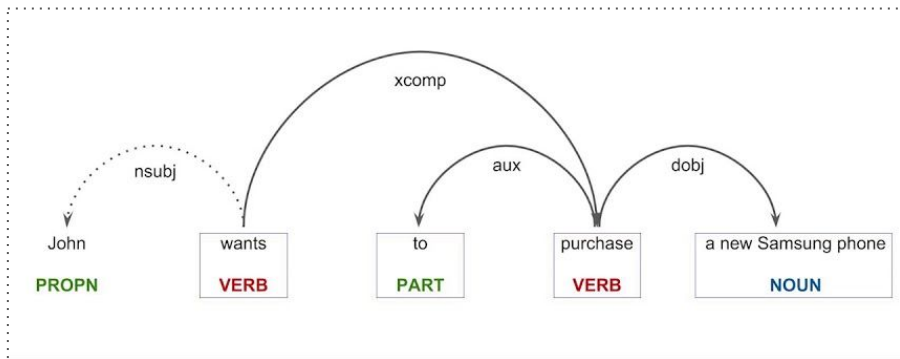 xcomp
nsubj aux dobj
John wants to purchase a new Samsung phone
PROPN VERB PART VERB NOUN